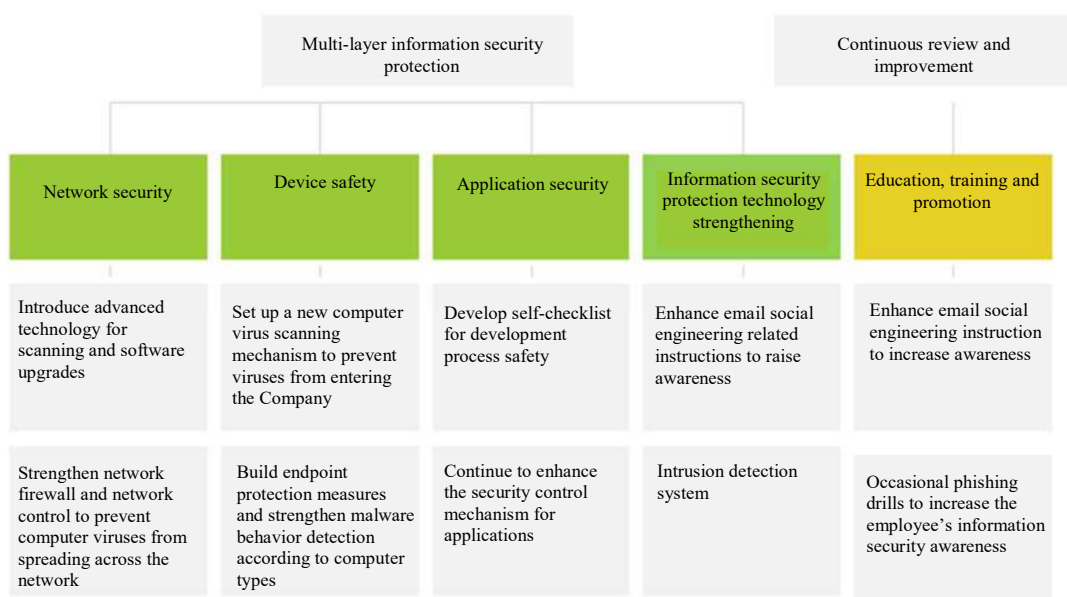 Multi-layer information security
protection
Continuous review and
improvement
Network security
Device safety
Application security
Information security
protection technology
strengthening
Education, training and
promotion
Introduce advanced
technology for
scanning and software
upgrades
Set up a new computer
virus scanning
mechanism to prevent
viruses from entering
the Company
Develop self-checklist
for development
process safety
Enhance email social
engineering related
instructions to raise
awareness
Enhance email social
engineering instruction
to increase awareness
Strengthen network
firewall and network
control to prevent
computer viruses from
spreading across the
network
Build endpoint
protection measures
and strengthen malware
behavior detection
according to computer
types
Continue to enhance
the security control
mechanism for
applications
Intrusion detection
system
Occasional phishing
drills to increase the
employee’s information
security awareness